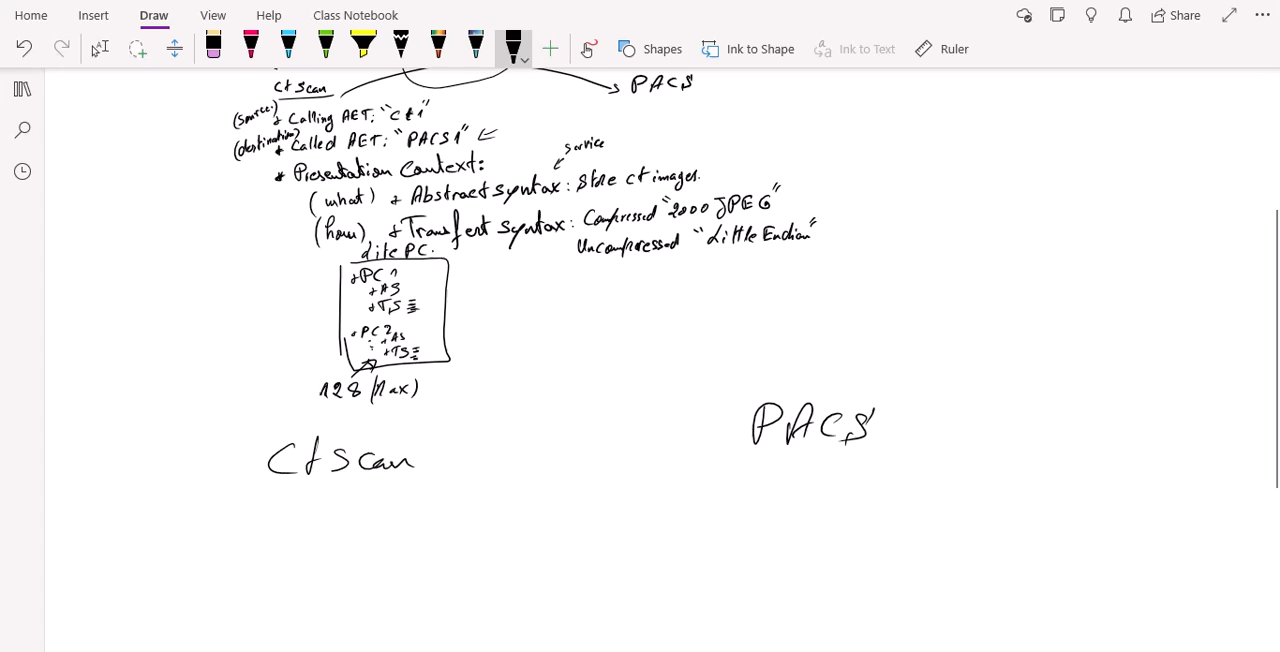 Home Insert Draw View Help Class Notebook Share
Shapes Ink to Shape Ink to Text Ruler
Ct Scan
PACS
(source) + Calling AET: "Ct1"
(destination) + Called AET: "PACS1"
Service
* Presentation Context:
(what) + Abstract Syntax: Store ct images.
(how) + Transfert Syntax: Compressed "2000 JPEG"
Uncompressed "Little Endian"
Liste PC.
+ PC 1
+ AS
+ TS
+ PC 2
+ AS
+ TS
128 (Max)
PACS
Ct Scan